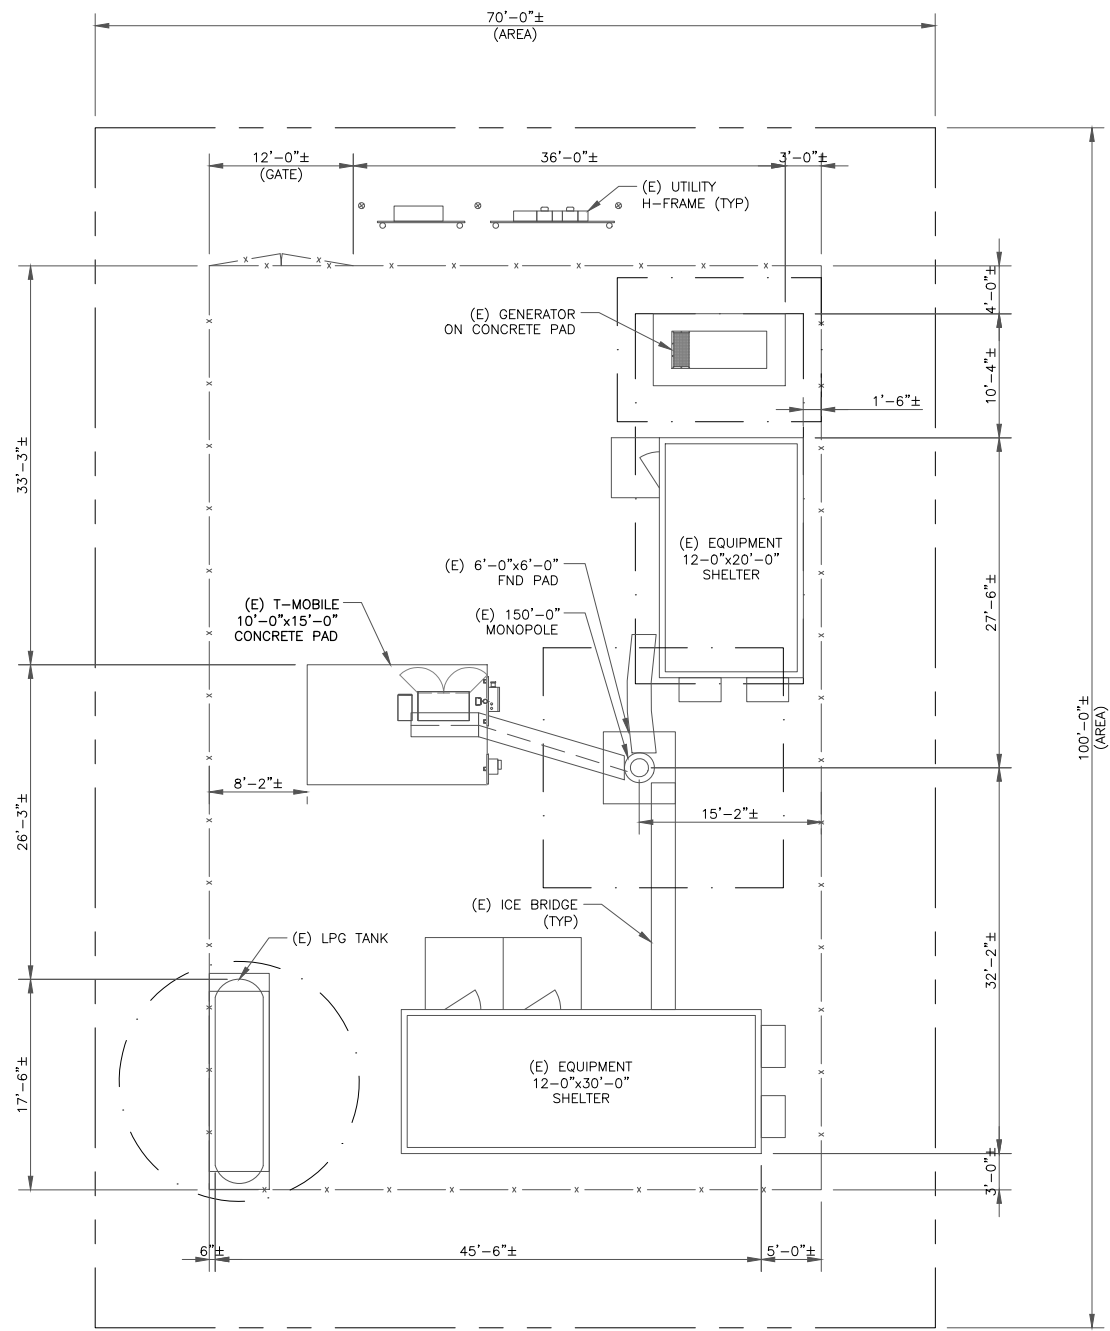 70'-0"±
(AREA)
12'-0"±
(GATE)
36'-0"±
3'-0"±
(E) UTILITY
H-FRAME (TYP)
4'-0"±
(E) GENERATOR
ON CONCRETE PAD
10'-4"±
1'-6"±
33'-3"±
(E) EQUIPMENT
12-0"x20'-0"
SHELTER
(E) 6'-0"x6'-0"
FND PAD
27'-6"±
(E) T-MOBILE
10'-0"x15'-0"
CONCRETE PAD
(E) 150'-0"
MONOPOLE
100'-0"±
(AREA)
8'-2"±
26'-3"±
15'-2"±
(E) ICE BRIDGE
(TYP)
(E) LPG TANK
32'-2"±
17'-6"±
(E) EQUIPMENT
12-0"x30'-0"
SHELTER
3'-0"±
6"±
45'-6"±
5'-0"±